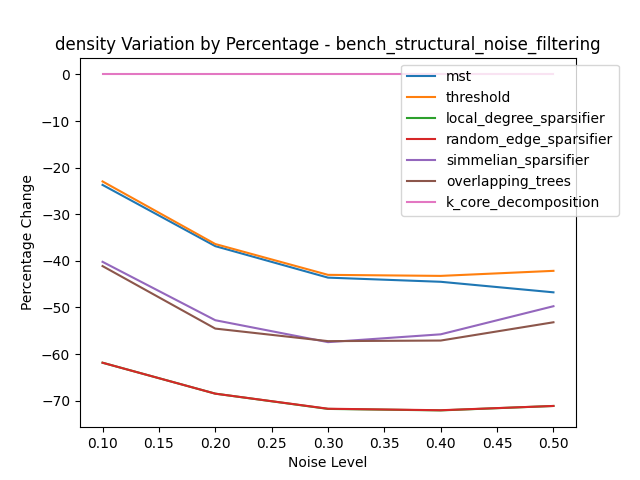 density Variation by Percentage - bench_structural_noise_filtering
0
−10
−20
−30
−40
−50
−60
−70
Percentage Change
mst
threshold
local_degree_sparsifier
random_edge_sparsifier
simmelian_sparsifier
overlapping_trees
k_core_decomposition
0.10 0.15 0.20 0.25 0.30 0.35 0.40 0.45 0.50
Noise Level